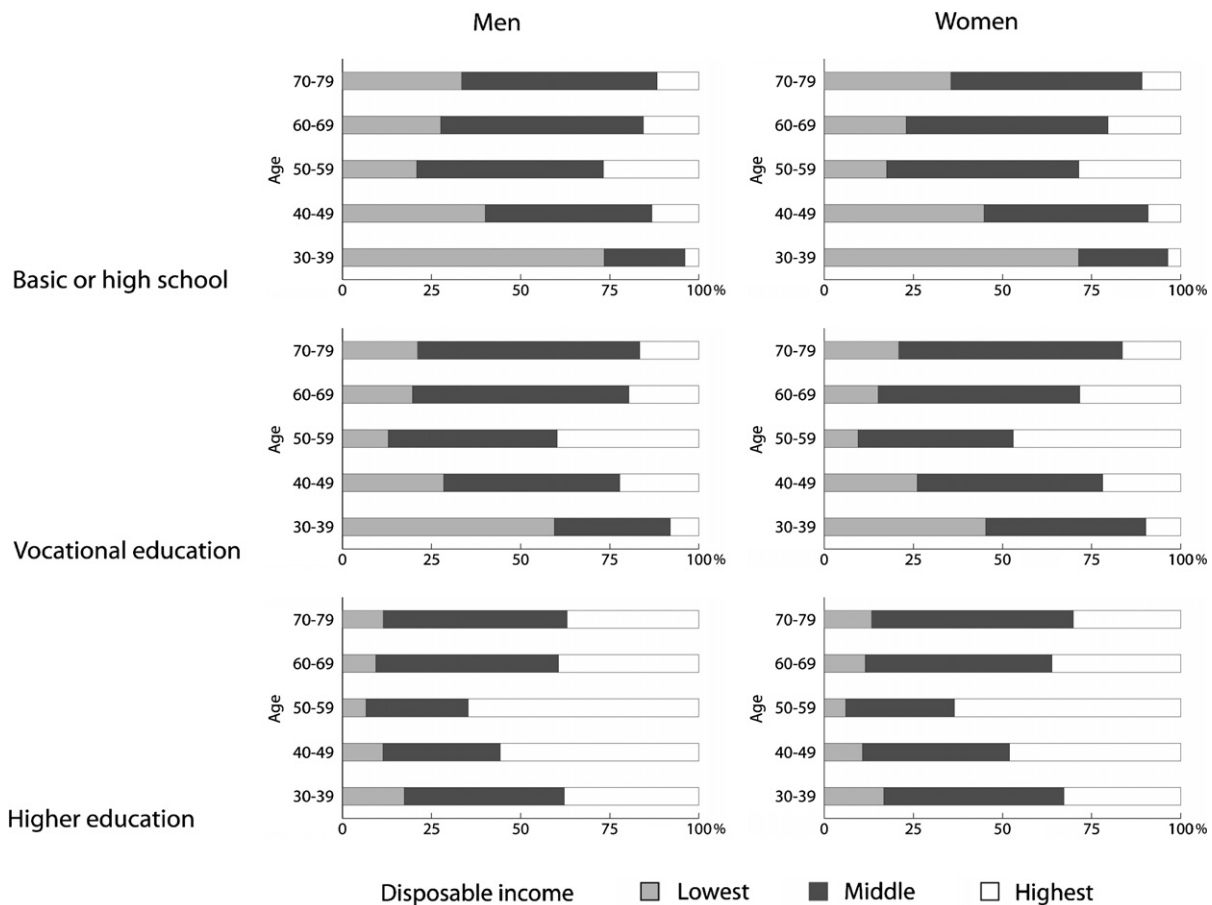 Men
Women
70-79
60-69
50-59
40-49
30-39
Age
0 25 50 75 100%
70-79
60-69
50-59
40-49
30-39
Age
0 25 50 75 100%
Basic or high school
70-79
60-69
50-59
40-49
30-39
Age
0 25 50 75 100%
70-79
60-69
50-59
40-49
30-39
Age
0 25 50 75 100%
Vocational education
70-79
60-69
50-59
40-49
30-39
Age
0 25 50 75 100%
70-79
60-69
50-59
40-49
30-39
Age
0 25 50 75 100%
Higher education
Disposable income Lowest Middle Highest